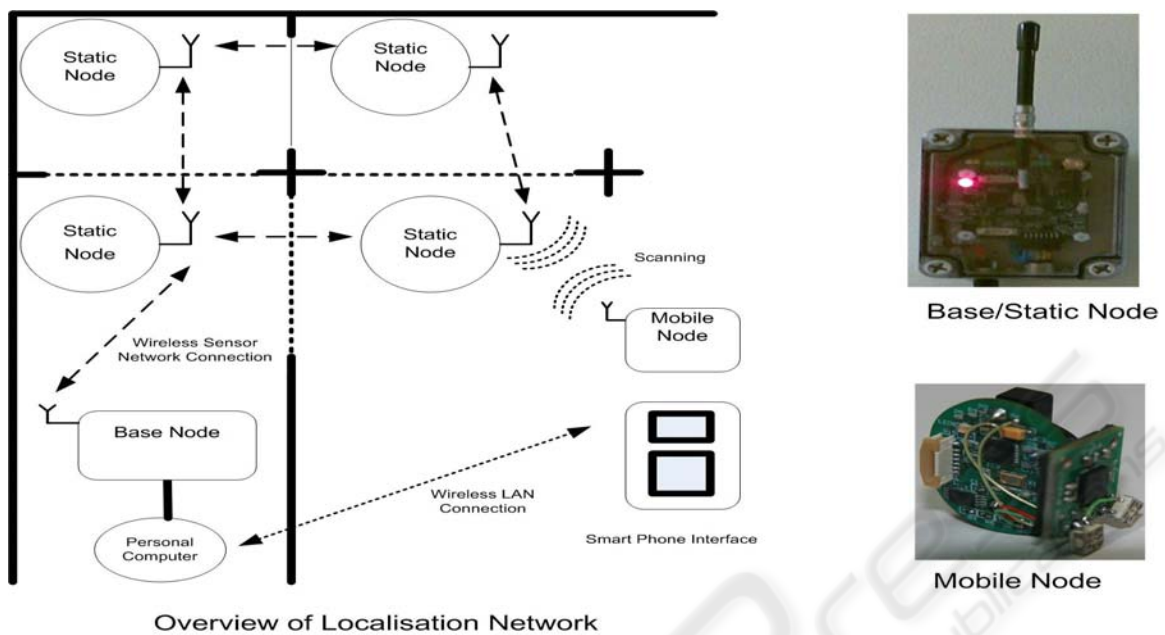 Static
Node
Static
Node
Static
Node
Static
Node
Scanning
Mobile
Node
Wireless Sensor
Network Connection
Base Node
Wireless LAN
Connection
Personal
Computer
Smart Phone Interface
Overview of Localisation Network
Base/Static Node
Mobile Node